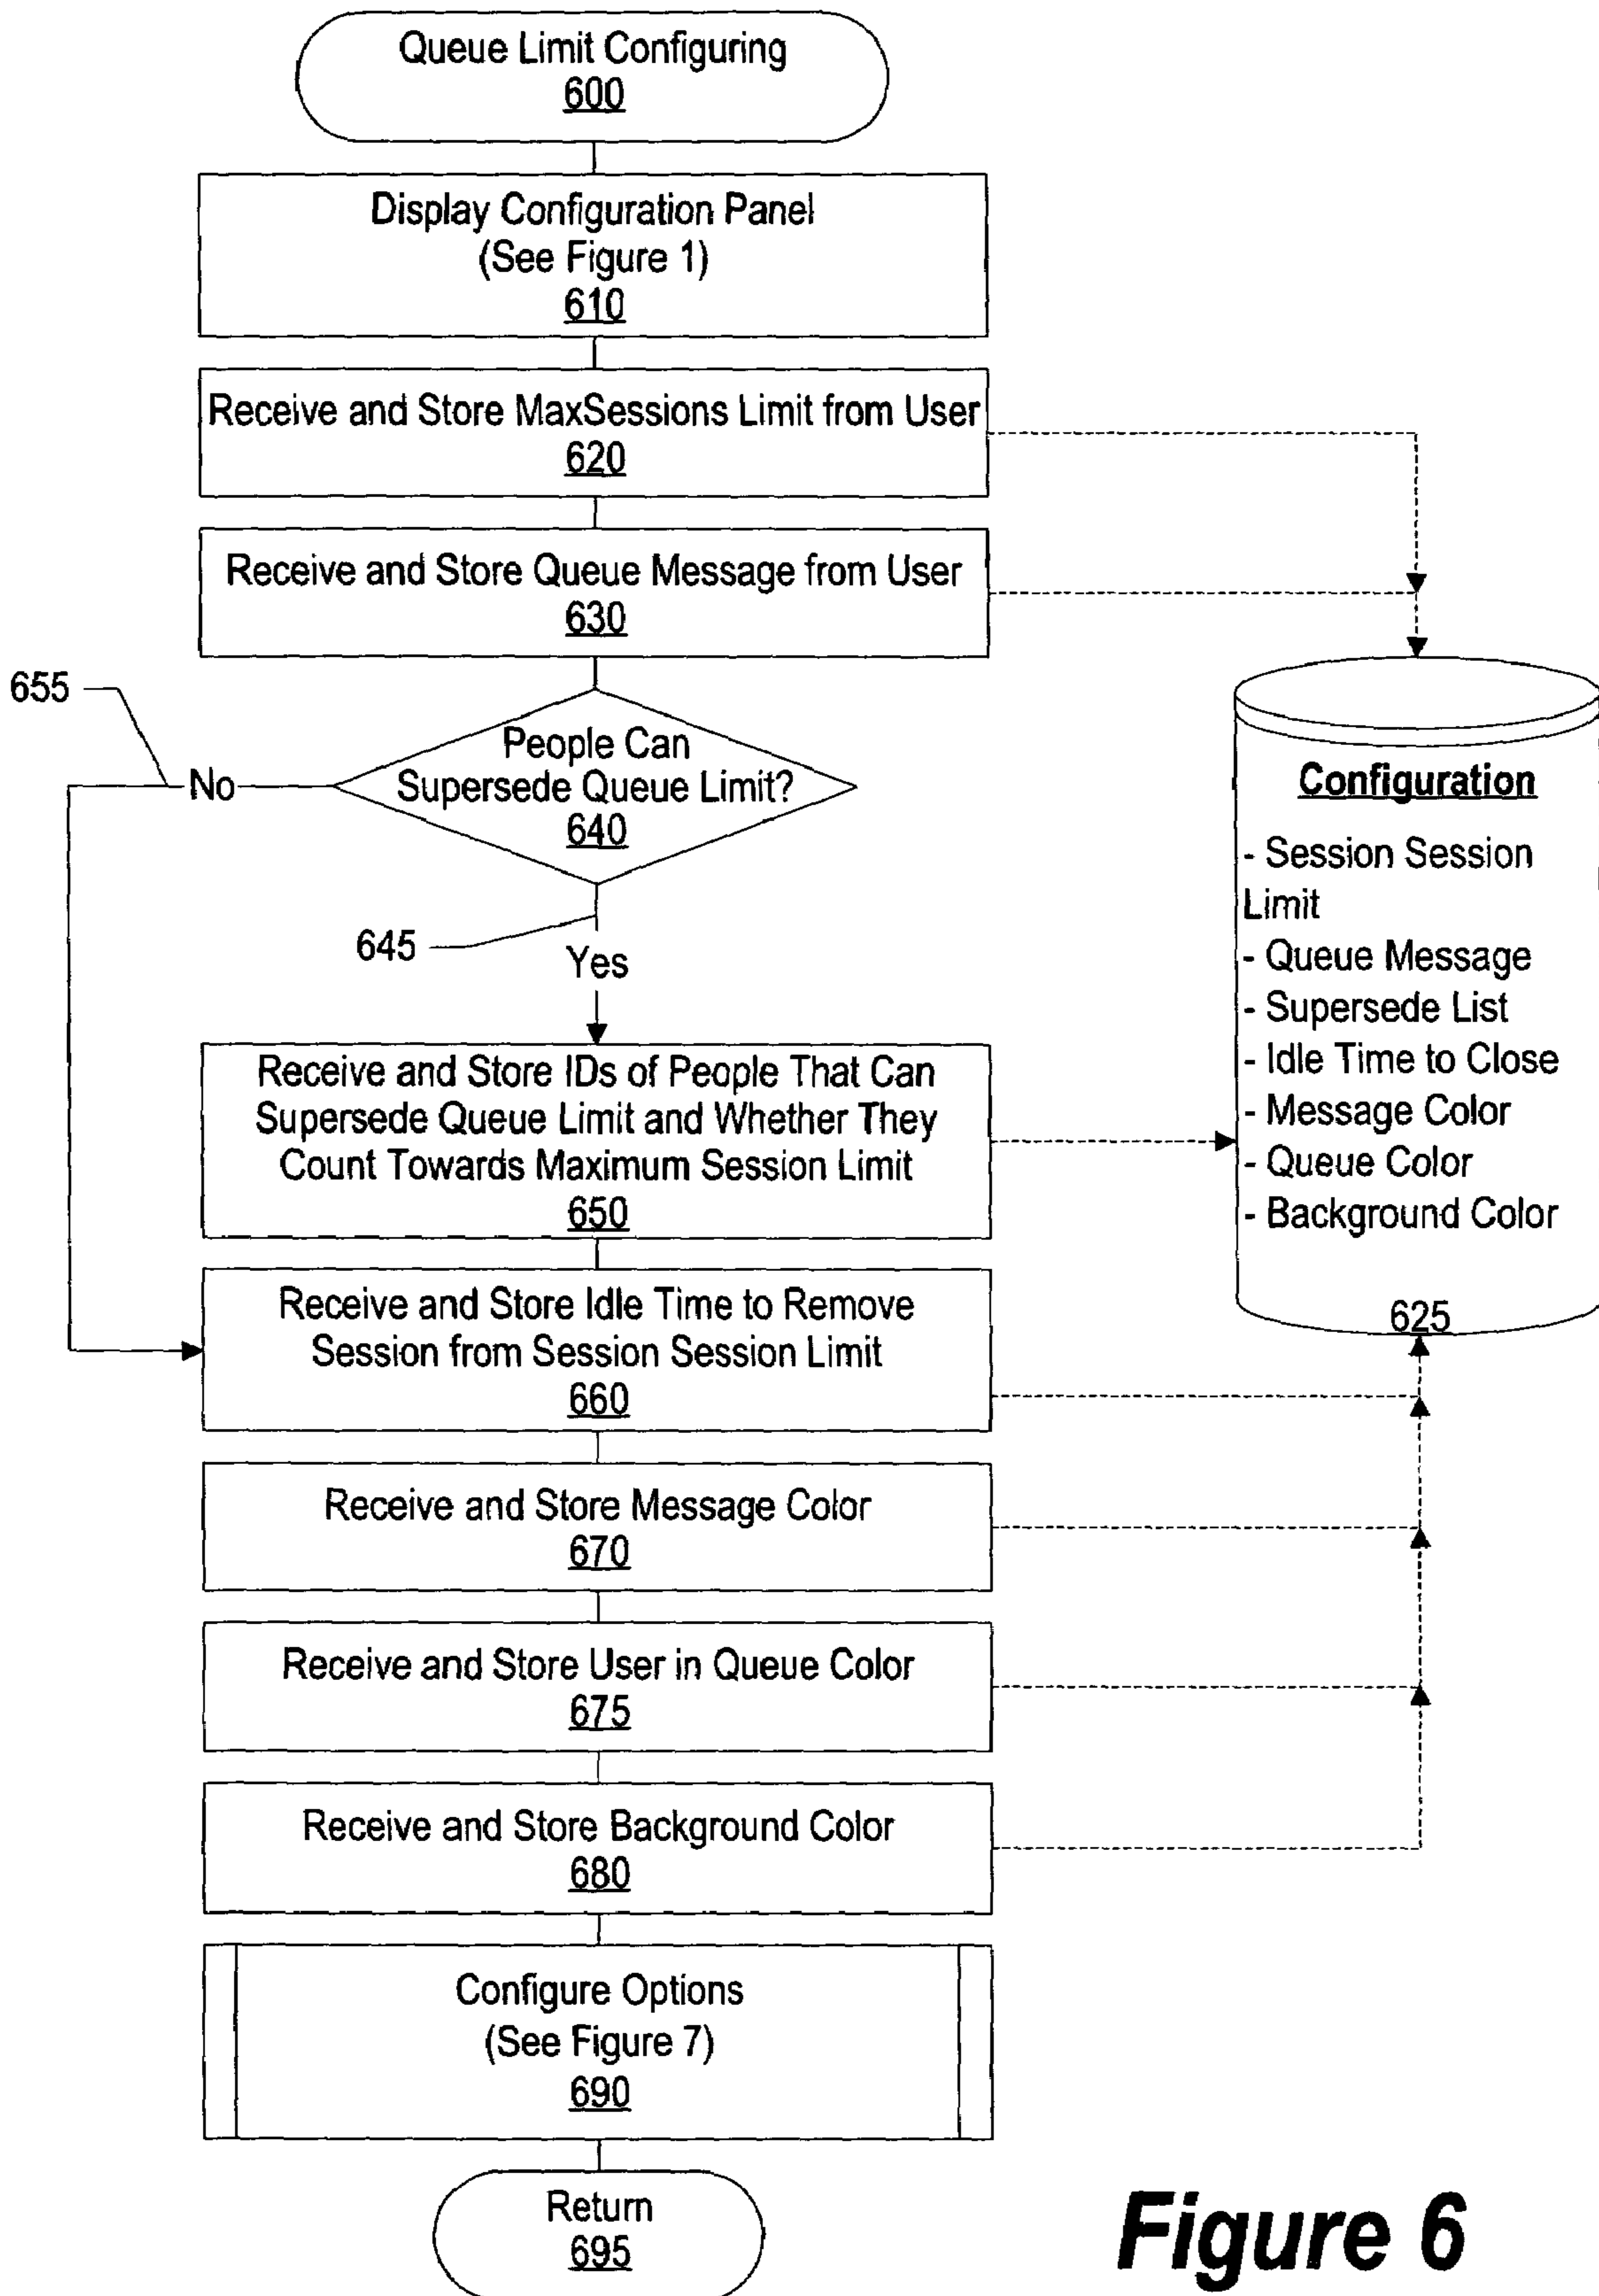 Queue Limit Configuring
600
Display Configuration Panel
(See Figure 1)
610
Receive and Store MaxSessions Limit from User
620
Receive and Store Queue Message from User
630
655
No
People Can
Supersede Queue Limit?
640
645
Yes
Receive and Store IDs of People That Can
Supersede Queue Limit and Whether They
Count Towards Maximum Session Limit
650
Receive and Store Idle Time to Remove
Session from Session Session Limit
660
Receive and Store Message Color
670
Receive and Store User in Queue Color
675
Receive and Store Background Color
680
Configure Options
(See Figure 7)
690
Return
695
Configuration
- Session Session
Limit
- Queue Message
- Supersede List
- Idle Time to Close
- Message Color
- Queue Color
- Background Color
625
Figure 6